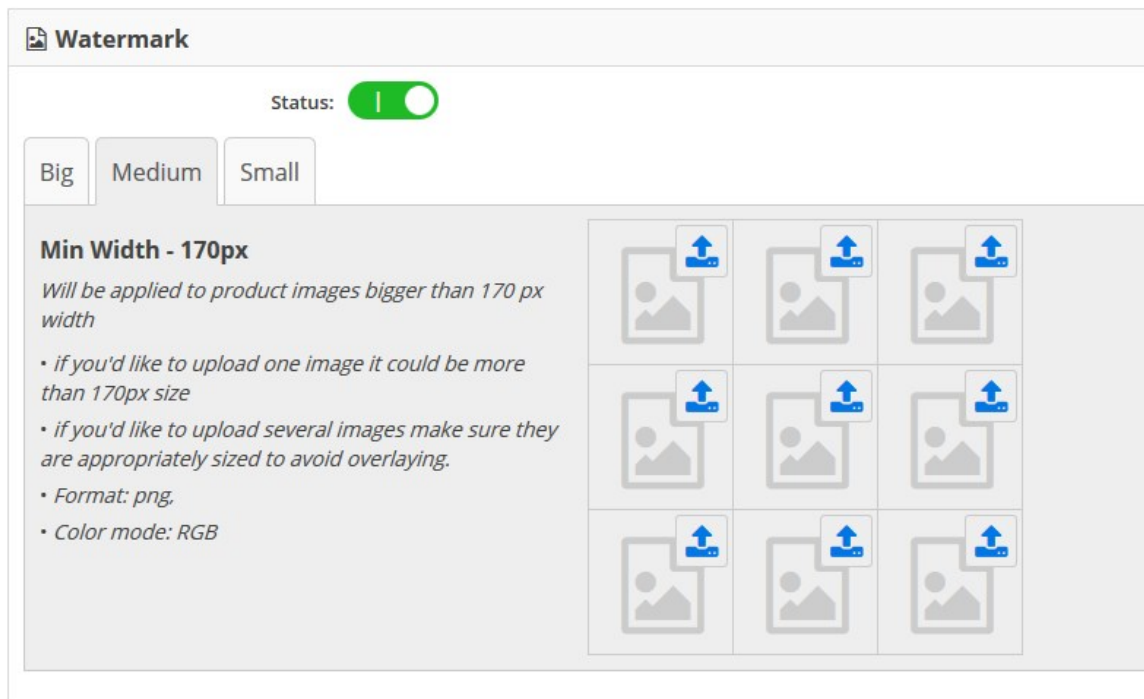 Watermark
Status:
Big
Medium
Small
Min Width - 170px
Will be applied to product images bigger than 170 px
width
• if you'd like to upload one image it could be more
than 170px size
• if you'd like to upload several images make sure they
are appropriately sized to avoid overlaying.
• Format: png,
• Color mode: RGB